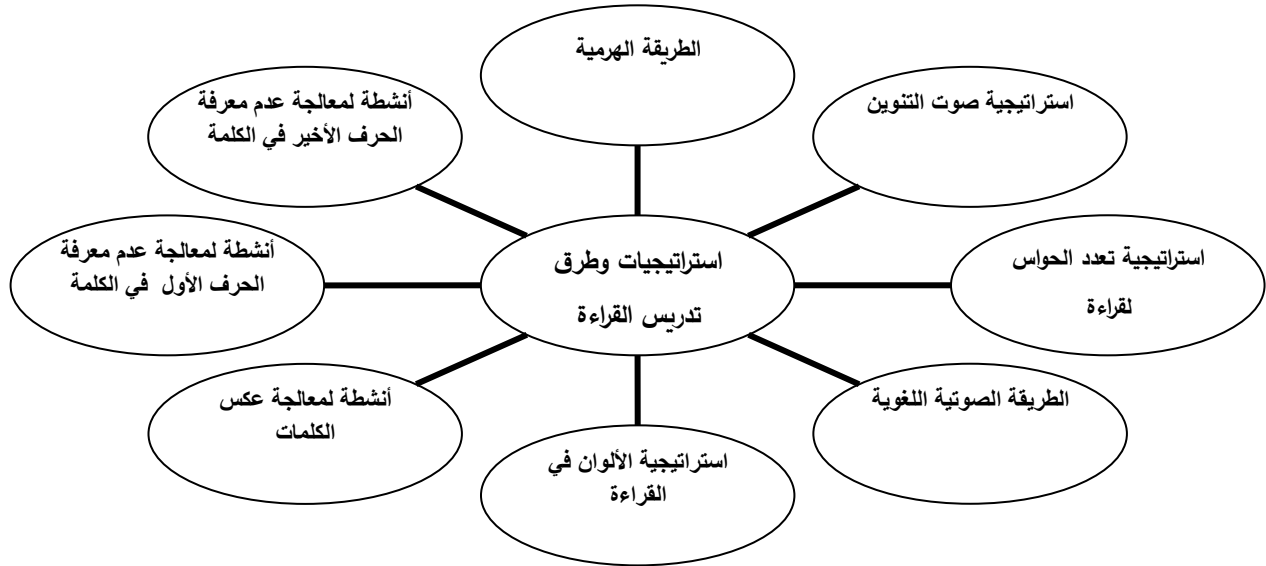 الطريقة الهرمية
استراتيجية صوت التنوين
أنشطة لمعالجة عدم معرفة
الحرف الأخير في الكلمة
استراتيجيات وطرق
تدريس القراءة
استراتيجية تعدد الحواس
لقراءة
أنشطة لمعالجة عدم معرفة
الحرف الأول في الكلمة
الطريقة الصوتية اللغوية
استراتيجية الألوان في
القراءة
أنشطة لمعالجة عكس
الكلمات